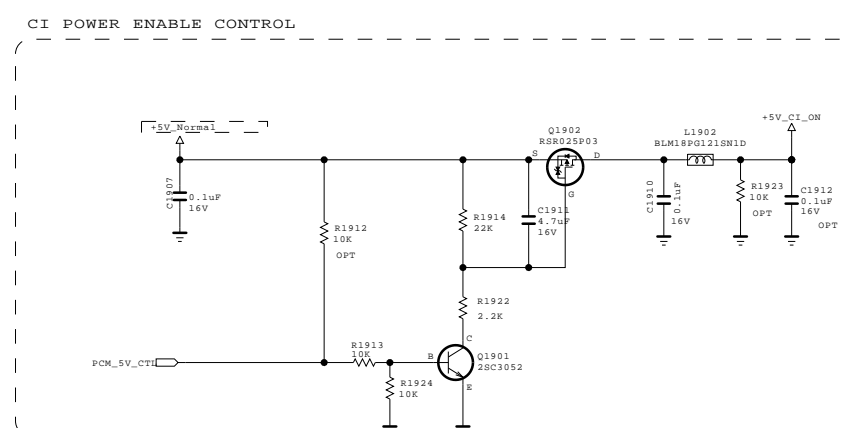 CI POWER ENABLE CONTROL
+5V_Normal
Q1902
RSR025P03
L1902
BLM18PG121SN1D
+5V_CI_ON
S
D
G
C1907
0.1uF
16V
R1912
10K
OPT
R1914
22K
C1911
4.7uF
16V
C1910
0.1uF
16V
R1923
10K
OPT
C1912
0.1uF
16V
OPT
R1922
2.2K
PCM_5V_CTL
R1913
10K
R1924
10K
B
C
E
Q1901
2SC3052